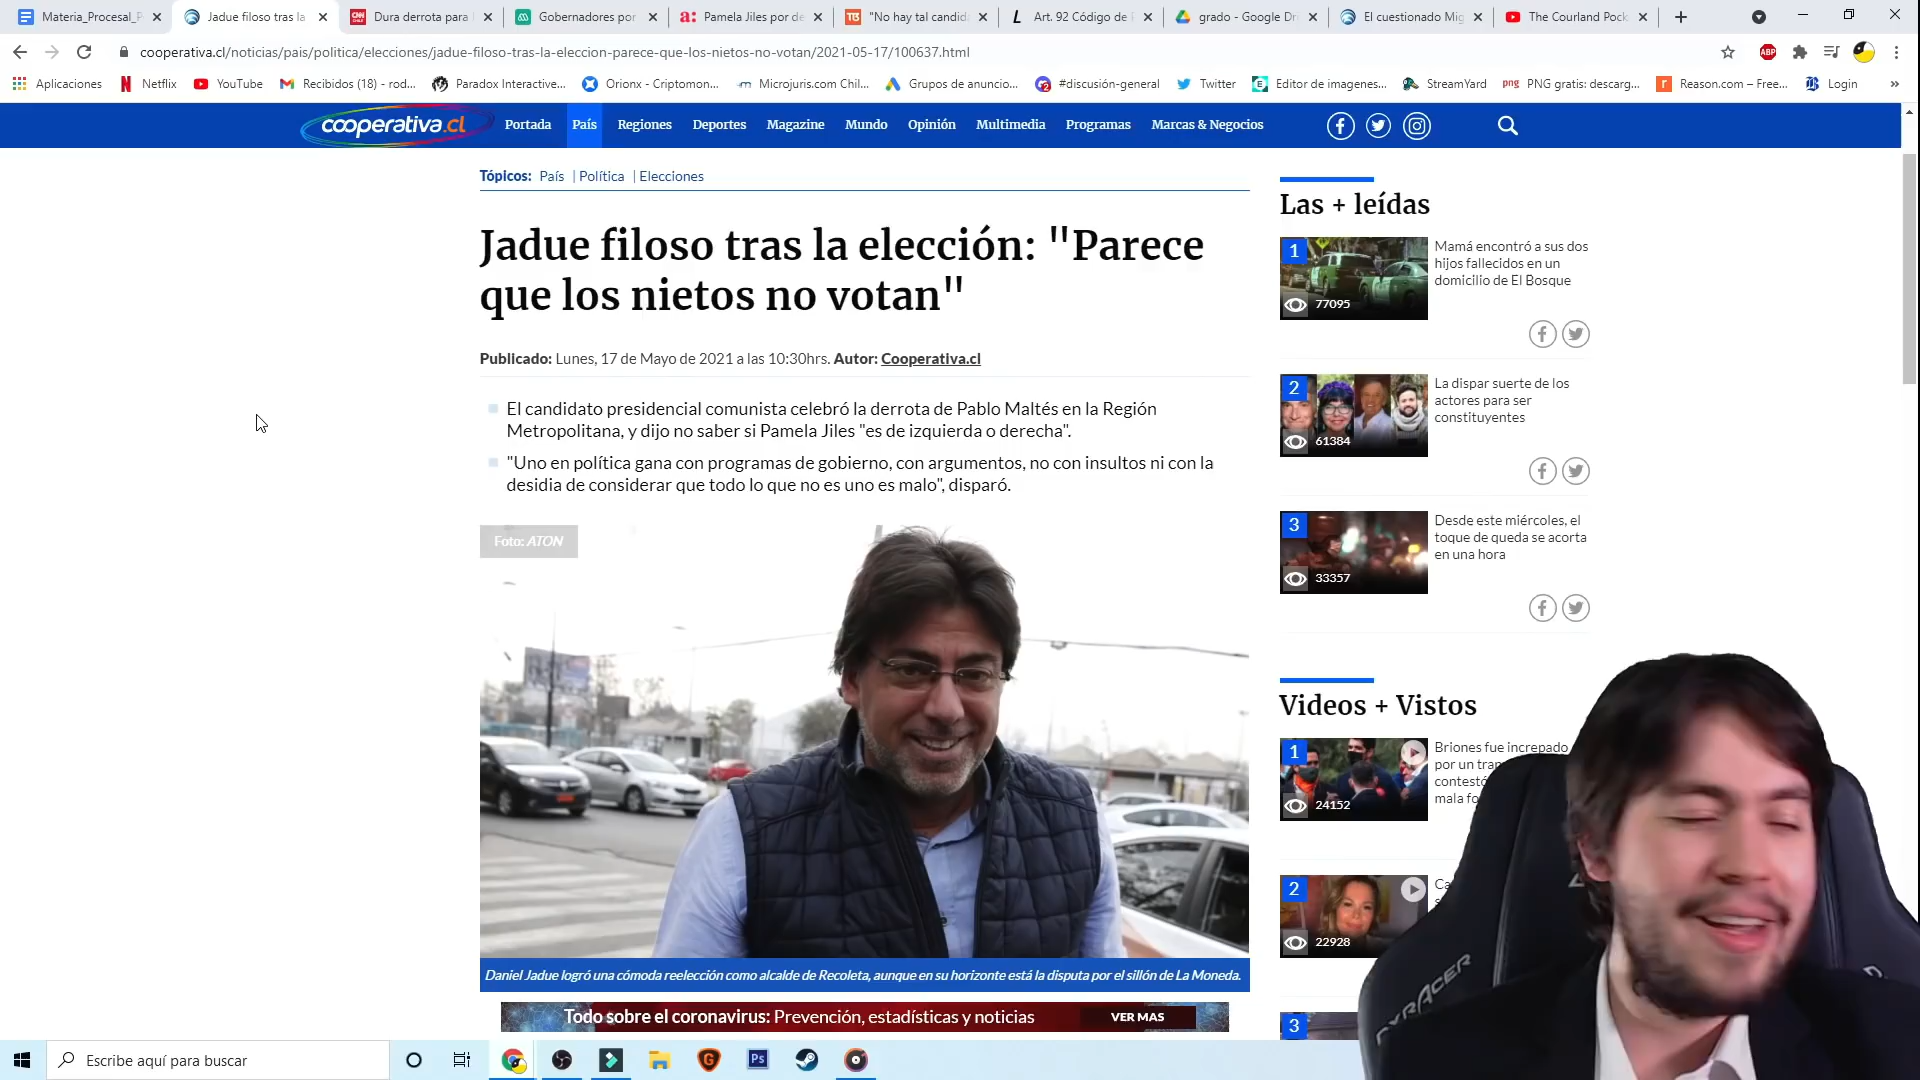 Materia_Procesal_P
Jadue filoso tras la
Dura derrota para
Gobernadores por
Pamela Jiles por de
"No hay tal candid
Art. 92 Código de
grado - Google Dr
El cuestionado Mig
The Courland Pock
cooperativa.cl/noticias/pais/politica/elecciones/jadue-filoso-tras-la-eleccion-parece-que-los-nietos-no-votan/2021-05-17/100637.html
ABP
Aplicaciones
Netflix
YouTube
Recibidos (18) - rod...
Paradox Interactive...
Orionx - Criptomon...
Microjuris.com Chil...
Grupos de anuncio...
#discusión-general
Twitter
Editor de imagenes...
StreamYard
png PNG gratis: descarg...
Reason.com – Free...
Login
cooperativa.cl
Portada
País
Regiones
Deportes
Magazine
Mundo
Opinión
Multimedia
Programas
Marcas & Negocios
Tópicos: País | Política | Elecciones
Jadue filoso tras la elección: "Parece
que los nietos no votan"
Publicado: Lunes, 17 de Mayo de 2021 a las 10:30hrs. Autor: Cooperativa.cl
El candidato presidencial comunista celebró la derrota de Pablo Maltés en la Región
Metropolitana, y dijo no saber si Pamela Jiles "es de izquierda o derecha".
"Uno en política gana con programas de gobierno, con argumentos, no con insultos ni con la
desidia de considerar que todo lo que no es uno es malo", disparó.
Foto: ATON
Daniel Jadue logró una cómoda reelección como alcalde de Recoleta, aunque en su horizonte está la disputa por el sillón de La Moneda.
Todo sobre el coronavirus: Prevención, estadísticas y noticias
VER MAS
Las + leídas
1
77095
Mamá encontró a sus dos
hijos fallecidos en un
domicilio de El Bosque
2
61384
La dispar suerte de los
actores para ser
constituyentes
3
33357
Desde este miércoles, el
toque de queda se acorta
en una hora
Videos + Vistos
1
24152
Briones fue increpado
por un tran
contestó
mala fo
2
22928
Ca
3
Escribe aquí para buscar
Ps